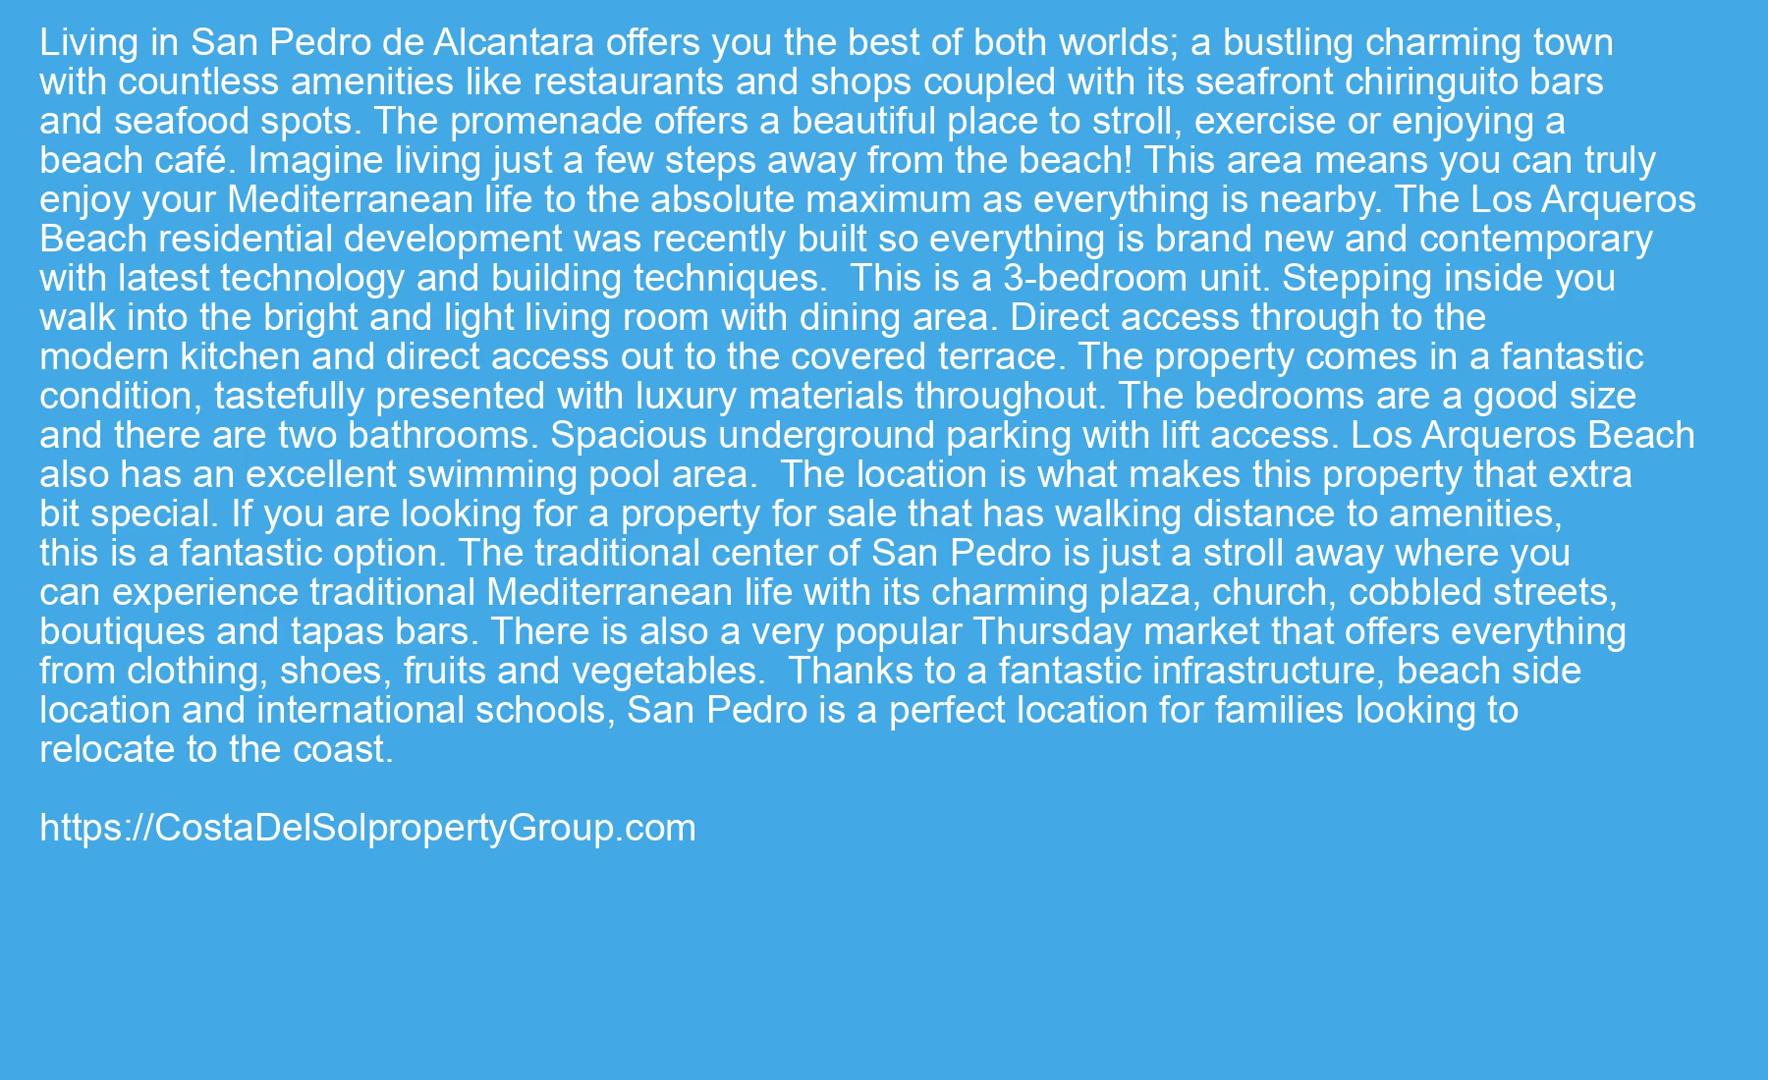 Living in San Pedro de Alcantara offers you the best of both worlds; a bustling charming town
with countless amenities like restaurants and shops coupled with its seafront chiringuito bars
and seafood spots. The promenade offers a beautiful place to stroll, exercise or enjoying a
beach café. Imagine living just a few steps away from the beach! This area means you can truly
enjoy your Mediterranean life to the absolute maximum as everything is nearby. The Los Arqueros
Beach residential development was recently built so everything is brand new and contemporary
with latest technology and building techniques.  This is a 3-bedroom unit. Stepping inside you
walk into the bright and light living room with dining area. Direct access through to the
modern kitchen and direct access out to the covered terrace. The property comes in a fantastic
condition, tastefully presented with luxury materials throughout. The bedrooms are a good size
and there are two bathrooms. Spacious underground parking with lift access. Los Arqueros Beach
also has an excellent swimming pool area.  The location is what makes this property that extra
bit special. If you are looking for a property for sale that has walking distance to amenities,
this is a fantastic option. The traditional center of San Pedro is just a stroll away where you
can experience traditional Mediterranean life with its charming plaza, church, cobbled streets,
boutiques and tapas bars. There is also a very popular Thursday market that offers everything
from clothing, shoes, fruits and vegetables.  Thanks to a fantastic infrastructure, beach side
location and international schools, San Pedro is a perfect location for families looking to
relocate to the coast.
https://CostaDelSolpropertyGroup.com